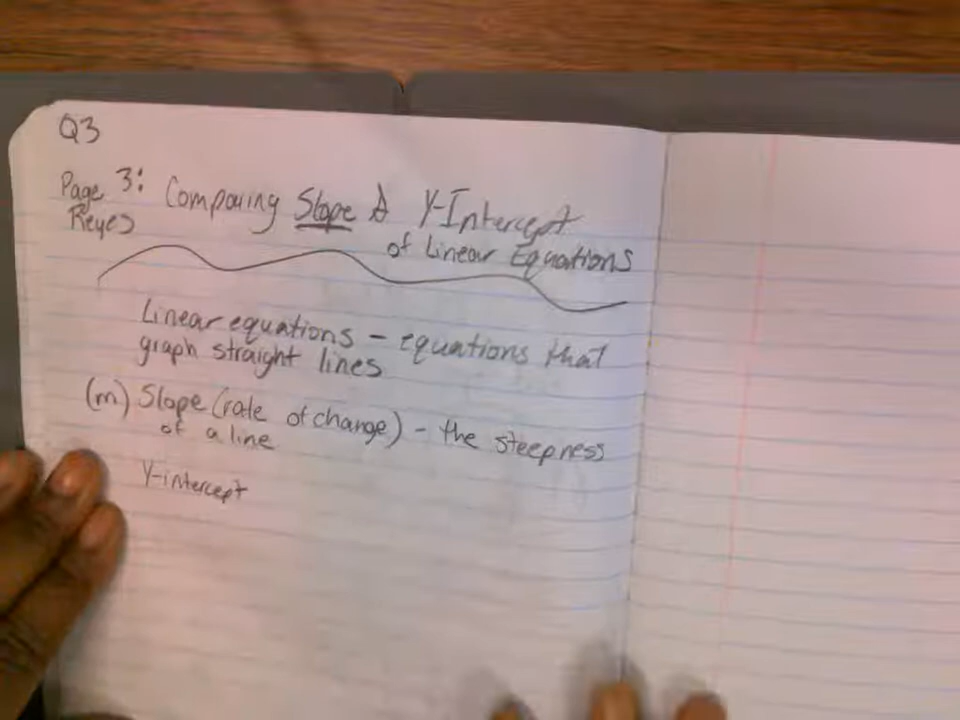 Q3
Page 3: Comparing Slope & Y-Intercept
Reyes
of Linear Equations
Linear equations - equations that
graph straight lines
(m) Slope (rate of change) - the steepness
of a line
Y-intercept